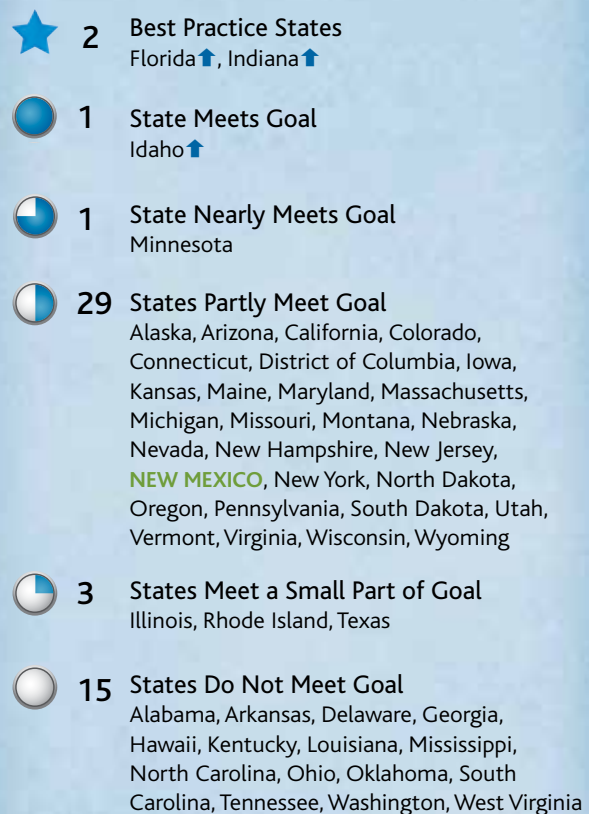 2 Best Practice States
Florida⬆, Indiana⬆
1 State Meets Goal
Idaho⬆
1 State Nearly Meets Goal
Minnesota
29 States Partly Meet Goal
Alaska, Arizona, California, Colorado,
Connecticut, District of Columbia, Iowa,
Kansas, Maine, Maryland, Massachusetts,
Michigan, Missouri, Montana, Nebraska,
Nevada, New Hampshire, New Jersey,
NEW MEXICO, New York, North Dakota,
Oregon, Pennsylvania, South Dakota, Utah,
Vermont, Virginia, Wisconsin, Wyoming
3 States Meet a Small Part of Goal
Illinois, Rhode Island, Texas
15 States Do Not Meet Goal
Alabama, Arkansas, Delaware, Georgia,
Hawaii, Kentucky, Louisiana, Mississippi,
North Carolina, Ohio, Oklahoma, South
Carolina, Tennessee, Washington, West Virginia